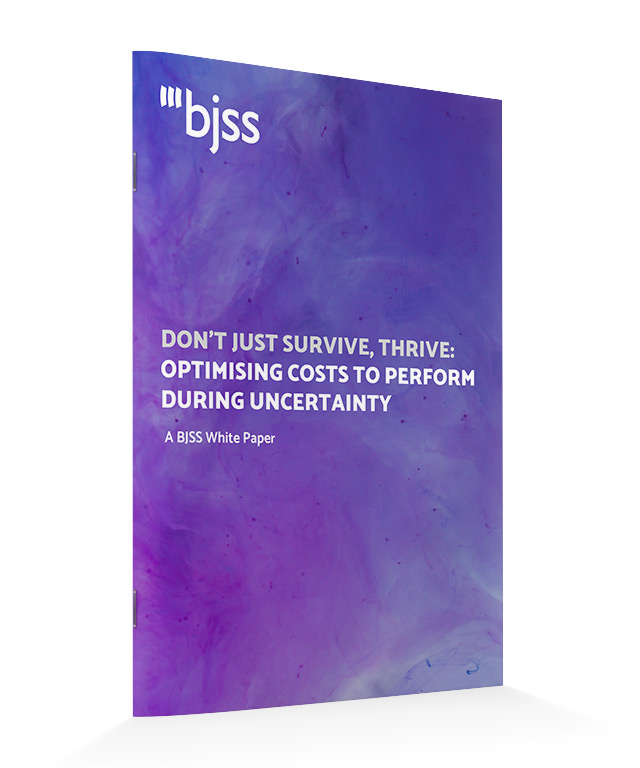 bjss
DON'T JUST SURVIVE, THRIVE:
OPTIMISING COSTS TO PERFORM
DURING UNCERTAINTY
A BJSS White Paper